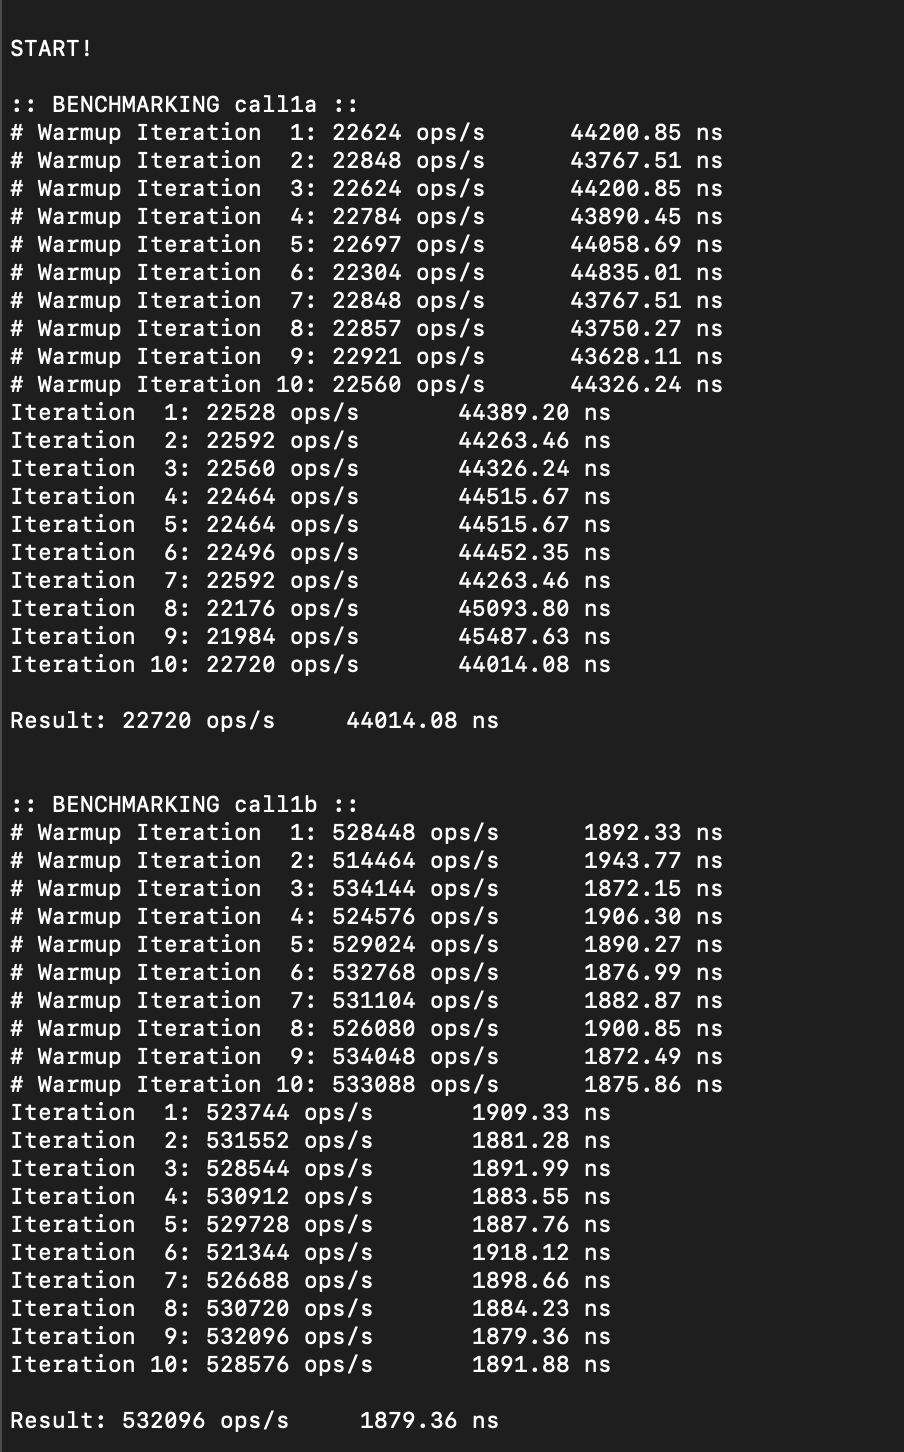 START!
:: BENCHMARKING call1a ::
# Warmup Iteration  1: 22624 ops/s      44200.85 ns
# Warmup Iteration  2: 22848 ops/s      43767.51 ns
# Warmup Iteration  3: 22624 ops/s      44200.85 ns
# Warmup Iteration  4: 22784 ops/s      43890.45 ns
# Warmup Iteration  5: 22697 ops/s      44058.69 ns
# Warmup Iteration  6: 22304 ops/s      44835.01 ns
# Warmup Iteration  7: 22848 ops/s      43767.51 ns
# Warmup Iteration  8: 22857 ops/s      43750.27 ns
# Warmup Iteration  9: 22921 ops/s      43628.11 ns
# Warmup Iteration 10: 22560 ops/s      44326.24 ns
Iteration  1: 22528 ops/s       44389.20 ns
Iteration  2: 22592 ops/s       44263.46 ns
Iteration  3: 22560 ops/s       44326.24 ns
Iteration  4: 22464 ops/s       44515.67 ns
Iteration  5: 22464 ops/s       44515.67 ns
Iteration  6: 22496 ops/s       44452.35 ns
Iteration  7: 22592 ops/s       44263.46 ns
Iteration  8: 22176 ops/s       45093.80 ns
Iteration  9: 21984 ops/s       45487.63 ns
Iteration 10: 22720 ops/s       44014.08 ns
Result: 22720 ops/s     44014.08 ns
:: BENCHMARKING call1b ::
# Warmup Iteration  1: 528448 ops/s      1892.33 ns
# Warmup Iteration  2: 514464 ops/s      1943.77 ns
# Warmup Iteration  3: 534144 ops/s      1872.15 ns
# Warmup Iteration  4: 524576 ops/s      1906.30 ns
# Warmup Iteration  5: 529024 ops/s      1890.27 ns
# Warmup Iteration  6: 532768 ops/s      1876.99 ns
# Warmup Iteration  7: 531104 ops/s      1882.87 ns
# Warmup Iteration  8: 526080 ops/s      1900.85 ns
# Warmup Iteration  9: 534048 ops/s      1872.49 ns
# Warmup Iteration 10: 533088 ops/s      1875.86 ns
Iteration  1: 523744 ops/s       1909.33 ns
Iteration  2: 531552 ops/s       1881.28 ns
Iteration  3: 528544 ops/s       1891.99 ns
Iteration  4: 530912 ops/s       1883.55 ns
Iteration  5: 529728 ops/s       1887.76 ns
Iteration  6: 521344 ops/s       1918.12 ns
Iteration  7: 526688 ops/s       1898.66 ns
Iteration  8: 530720 ops/s       1884.23 ns
Iteration  9: 532096 ops/s       1879.36 ns
Iteration 10: 528576 ops/s       1891.88 ns
Result: 532096 ops/s     1879.36 ns